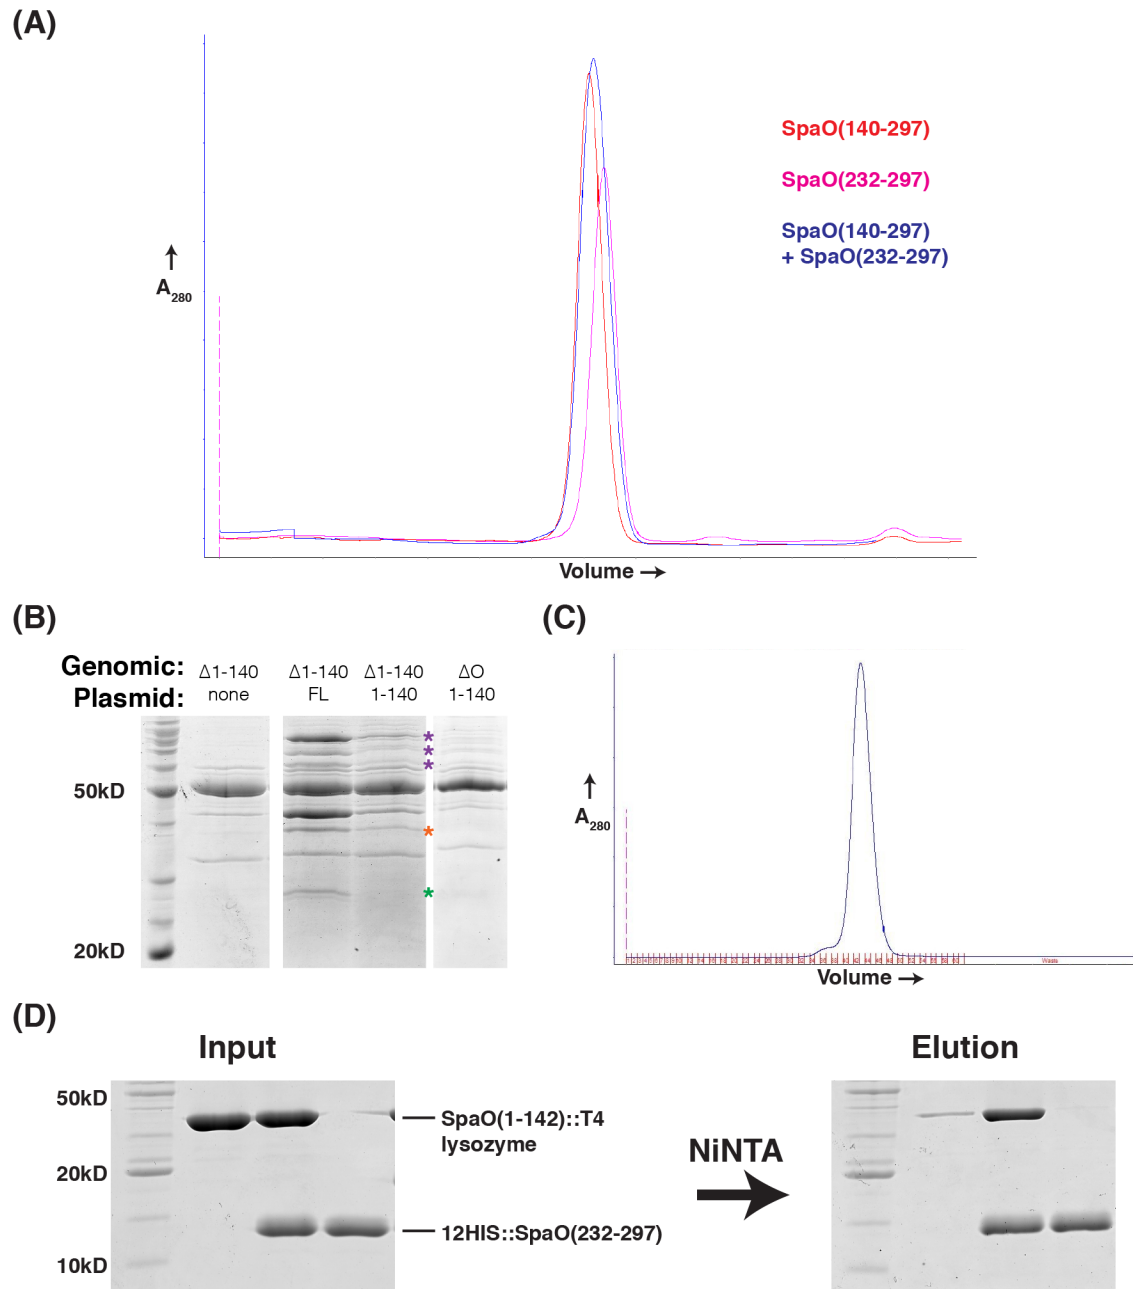 (A)
SpaO(140-297)
SpaO(232-297)
SpaO(140-297)
+ SpaO(232-297)
A280
Volume
(B)
Genomic: Δ1-140 Δ1-140 Δ1-140 ΔO
Plasmid: none FL 1-140 1-140
50kD
20kD
*
*
*
*
*
(C)
A280
Waste
Volume
(D)
Input
Elution
50kD
20kD
10kD
SpaO(1-142)::T4
lysozyme
12HIS::SpaO(232-297)
NiNTA